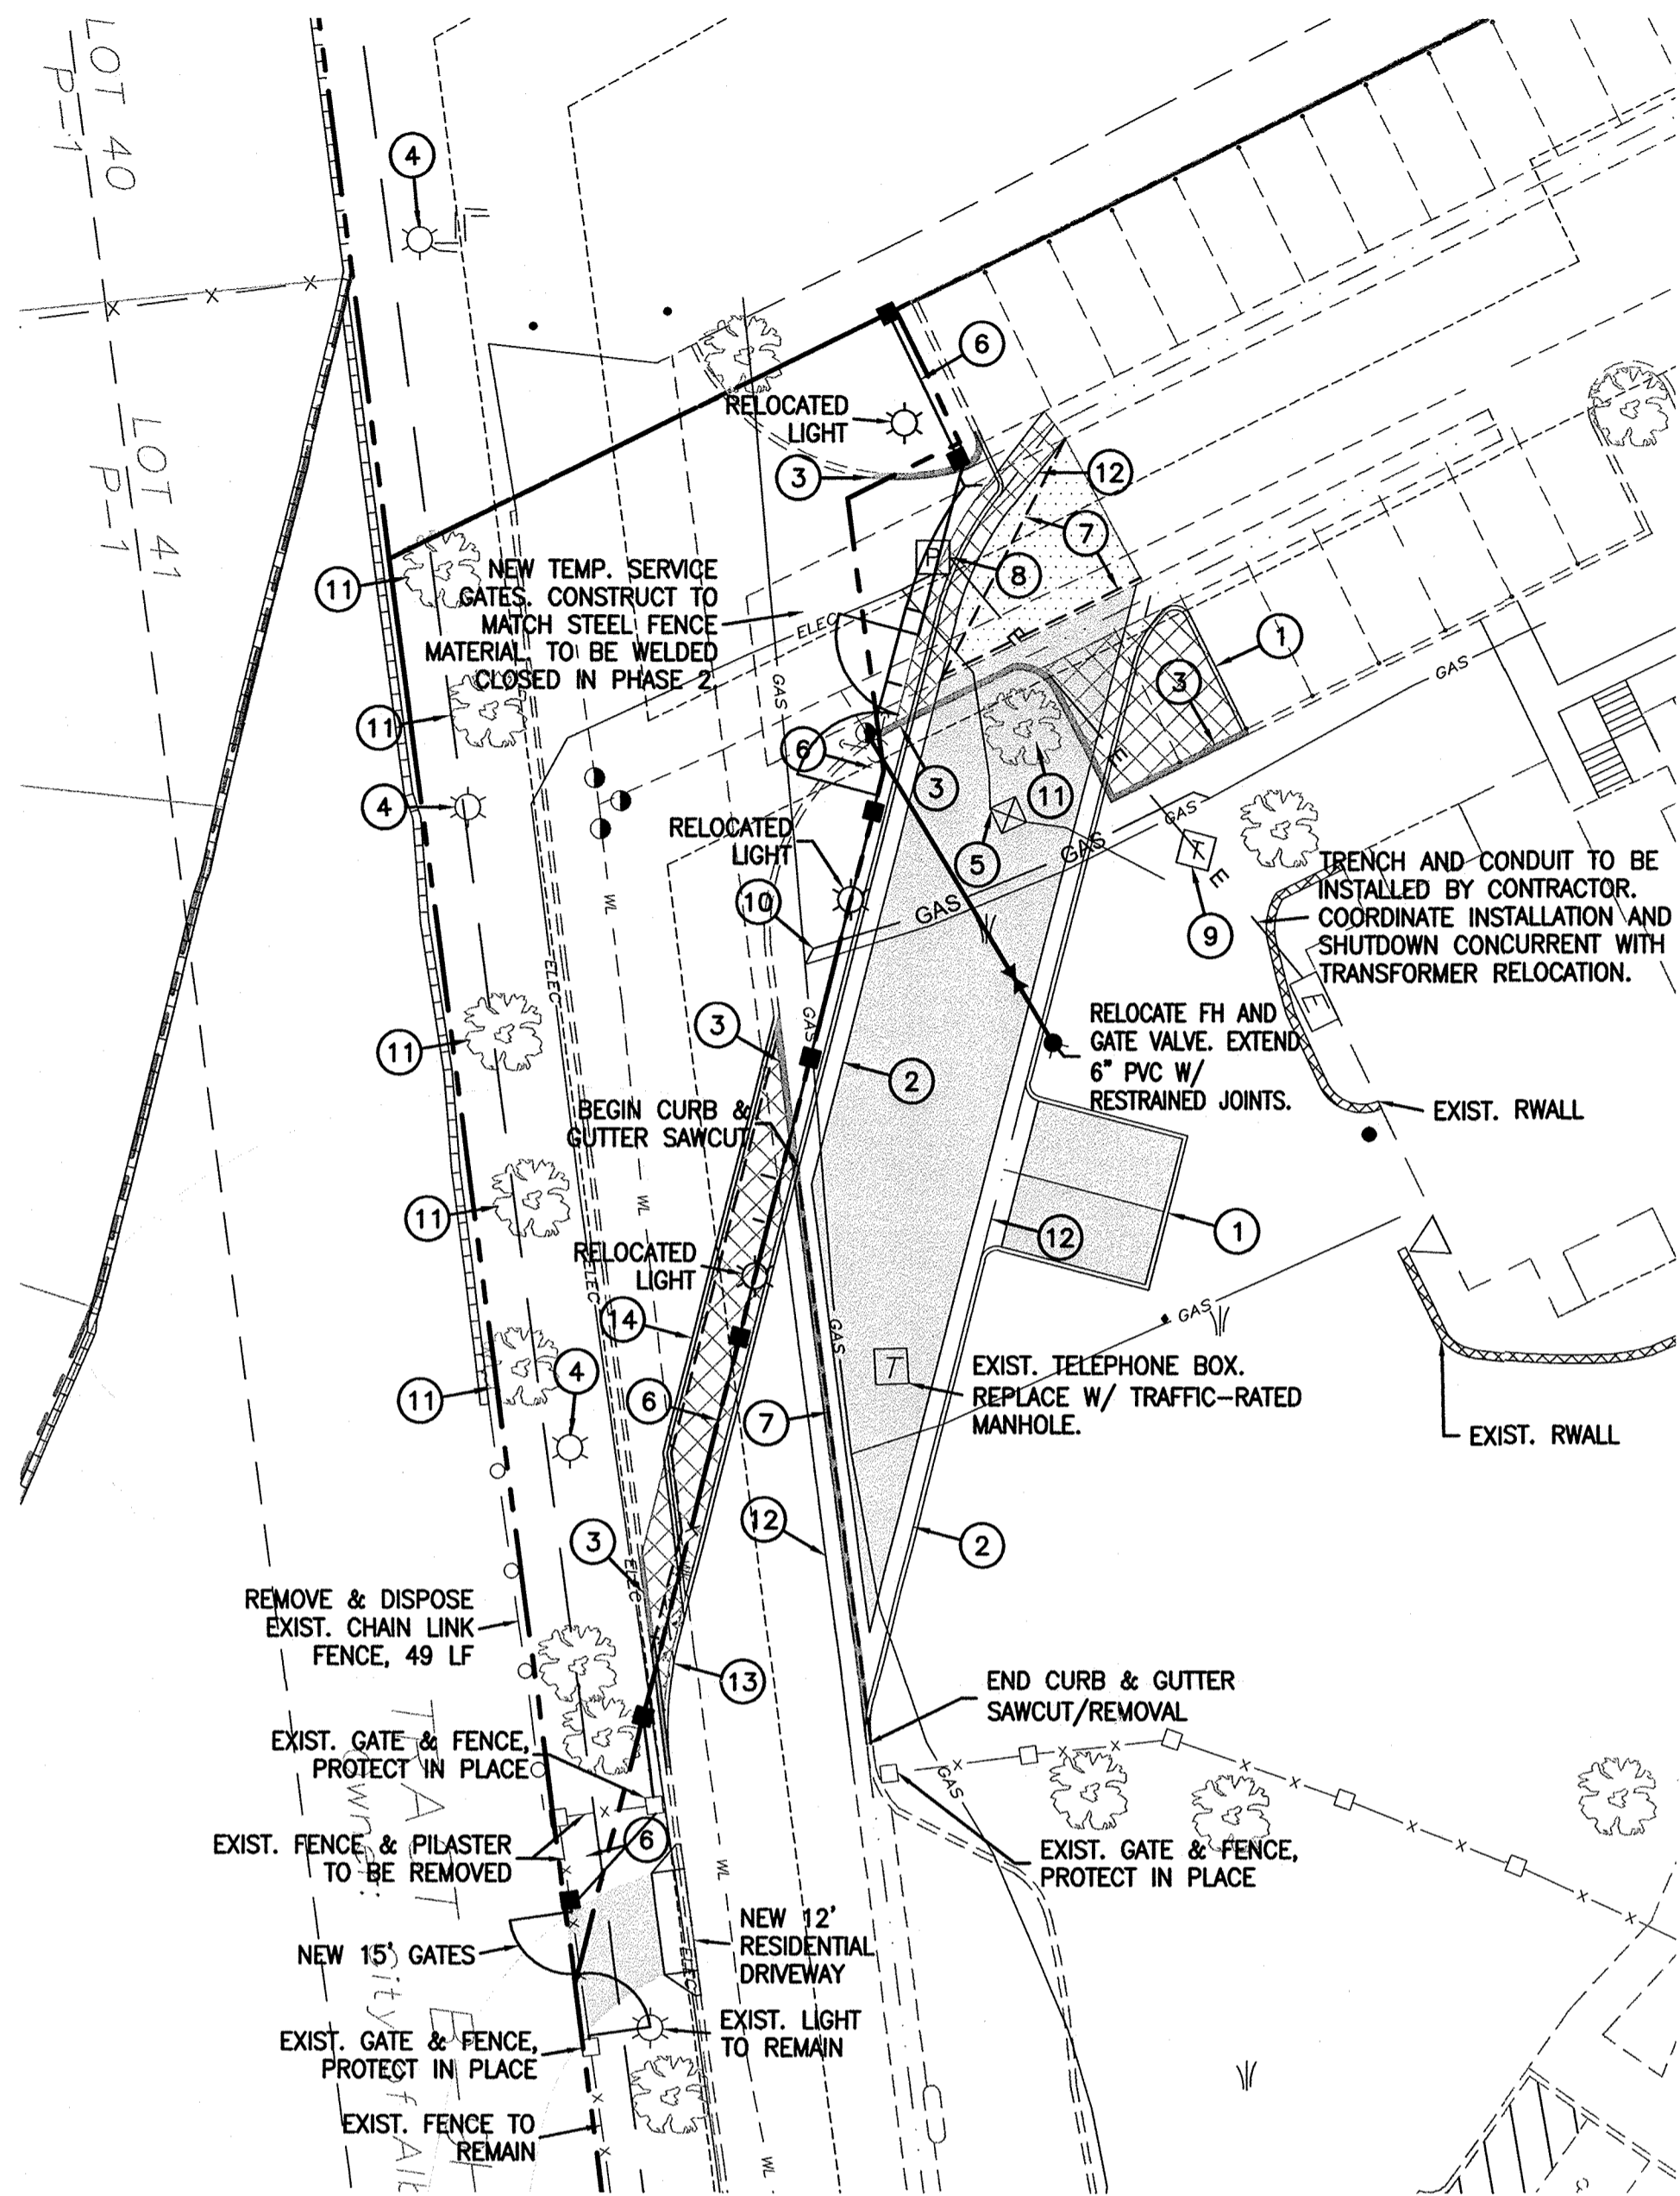 LOT 40
P-1
4
6
RELOCATED
LIGHT
3
12
7
LOT 41
P-1
P
8
11
NEW TEMP. SERVICE
GATES. CONSTRUCT TO
MATCH STEEL FENCE
MATERIAL. TO BE WELDED
CLOSED IN PHASE 2.
ELEC
1
3
GAS
GAS
11
6
E
3
11
4
5
GAS
GAS
T
E
9
RELOCATED
LIGHT
10
GAS
TRENCH AND CONDUIT TO BE
INSTALLED BY CONTRACTOR.
COORDINATE INSTALLATION AND
SHUTDOWN CONCURRENT WITH
TRANSFORMER RELOCATION.
E
WL
ELEC
3
GAS
11
2
RELOCATE FH AND
GATE VALVE. EXTEND
6" PVC W/
RESTRAINED JOINTS.
BEGIN CURB &
GUTTER SAWCUT
EXIST. RWALL
WL
11
12
1
RELOCATED
LIGHT
ELEC
14
GAS
GAS
T
EXIST. TELEPHONE BOX.
REPLACE W/ TRAFFIC-RATED
MANHOLE.
4
11
6
7
EXIST. RWALL
12
3
2
ELEC
REMOVE & DISPOSE
EXIST. CHAIN LINK
FENCE, 49 LF
13
END CURB & GUTTER
SAWCUT/REMOVAL
EXIST. GATE & FENCE,
PROTECT IN PLACE
GAS
EXIST. FENCE & PILASTER
TO BE REMOVED
6
EXIST. GATE & FENCE,
PROTECT IN PLACE
WL
NEW 12'
RESIDENTIAL
DRIVEWAY
NEW 15' GATES
ELEC
EXIST. LIGHT
TO REMAIN
EXIST. GATE & FENCE,
PROTECT IN PLACE
EXIST. FENCE TO
REMAIN
WL